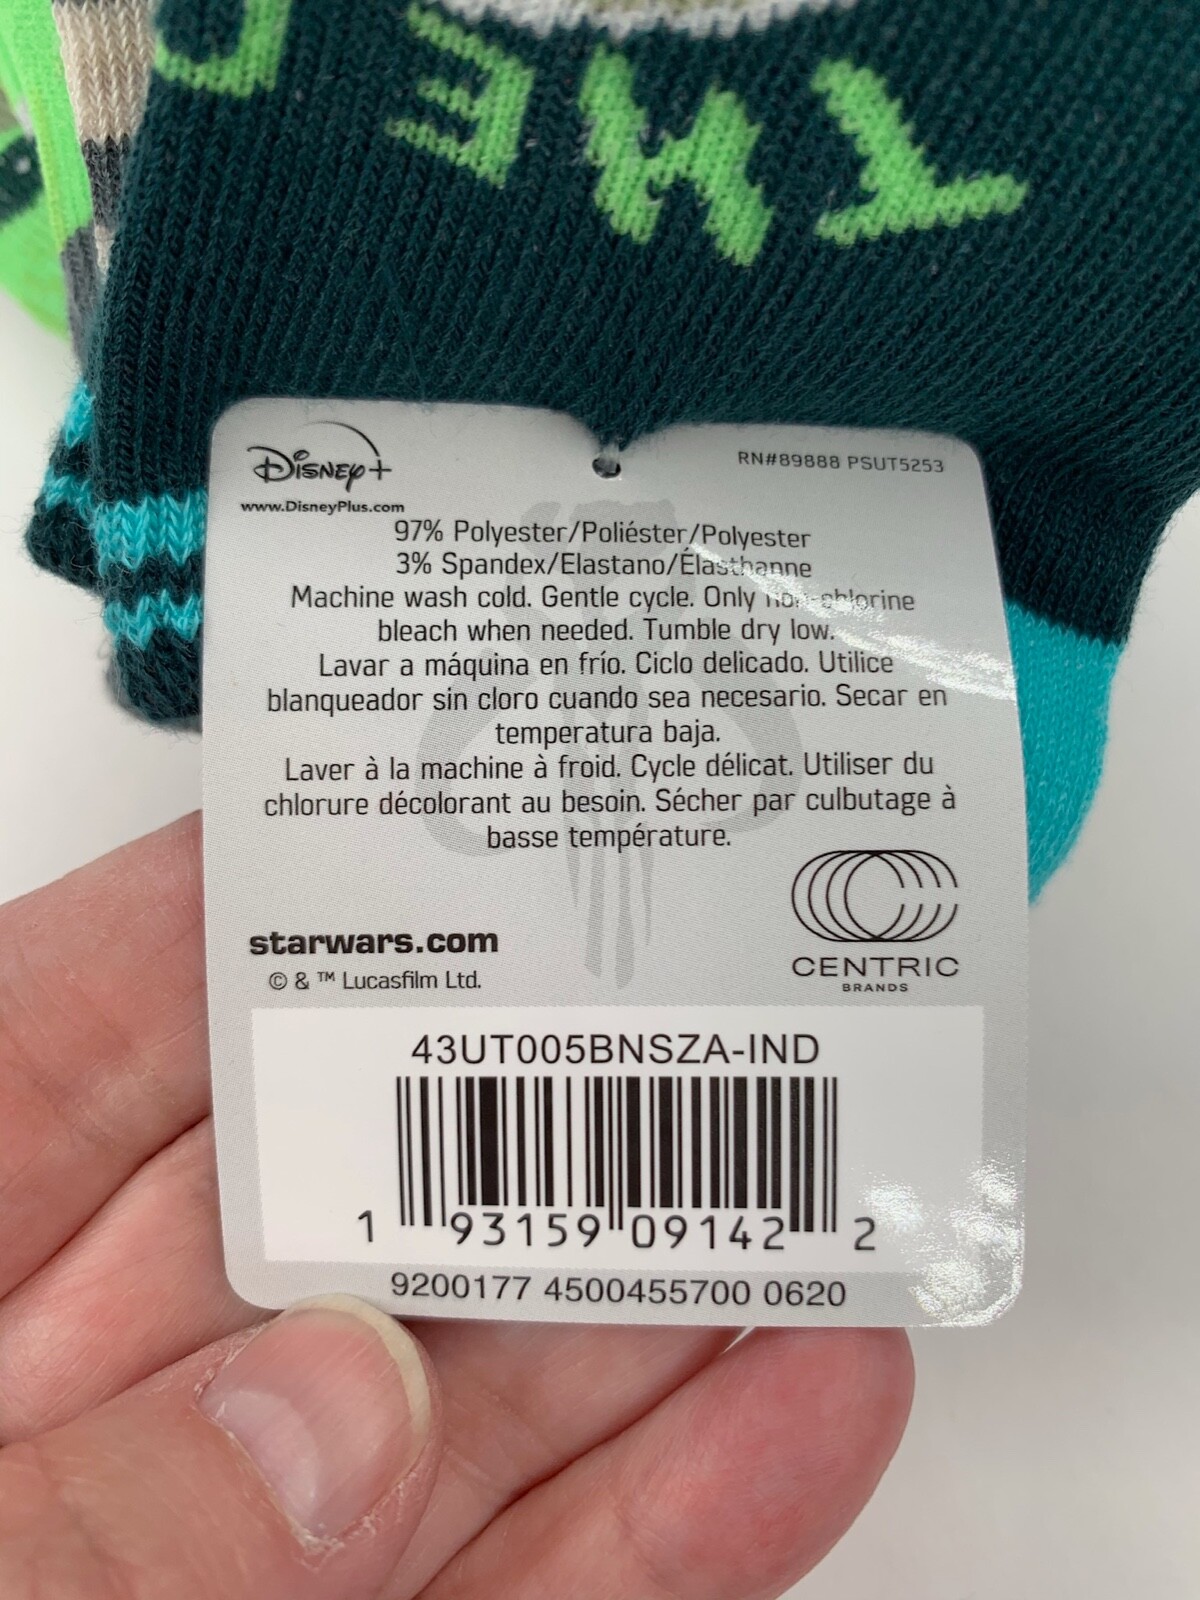 THE C
Disney+
www.DisneyPlus.com
RN#89888 PSUT5253
97% Polyester/Poliéster/Polyester
3% Spandex/Elastano/Élasthanne
Machine wash cold. Gentle cycle. Only non-chlorine
bleach when needed. Tumble dry low.
Lavar a máquina en frío. Ciclo delicado. Utilice
blanqueador sin cloro cuando sea necesario. Secar en
temperatura baja.
Laver à la machine à froid. Cycle délicat. Utiliser du
chlorure décolorant au besoin. Sécher par culbutage à
basse température.
starwars.com
© & ™ Lucasfilm Ltd.
CENTRIC
BRANDS
43UT005BNSZA-IND
1 93159 09142 2
9200177 4500455700 0620